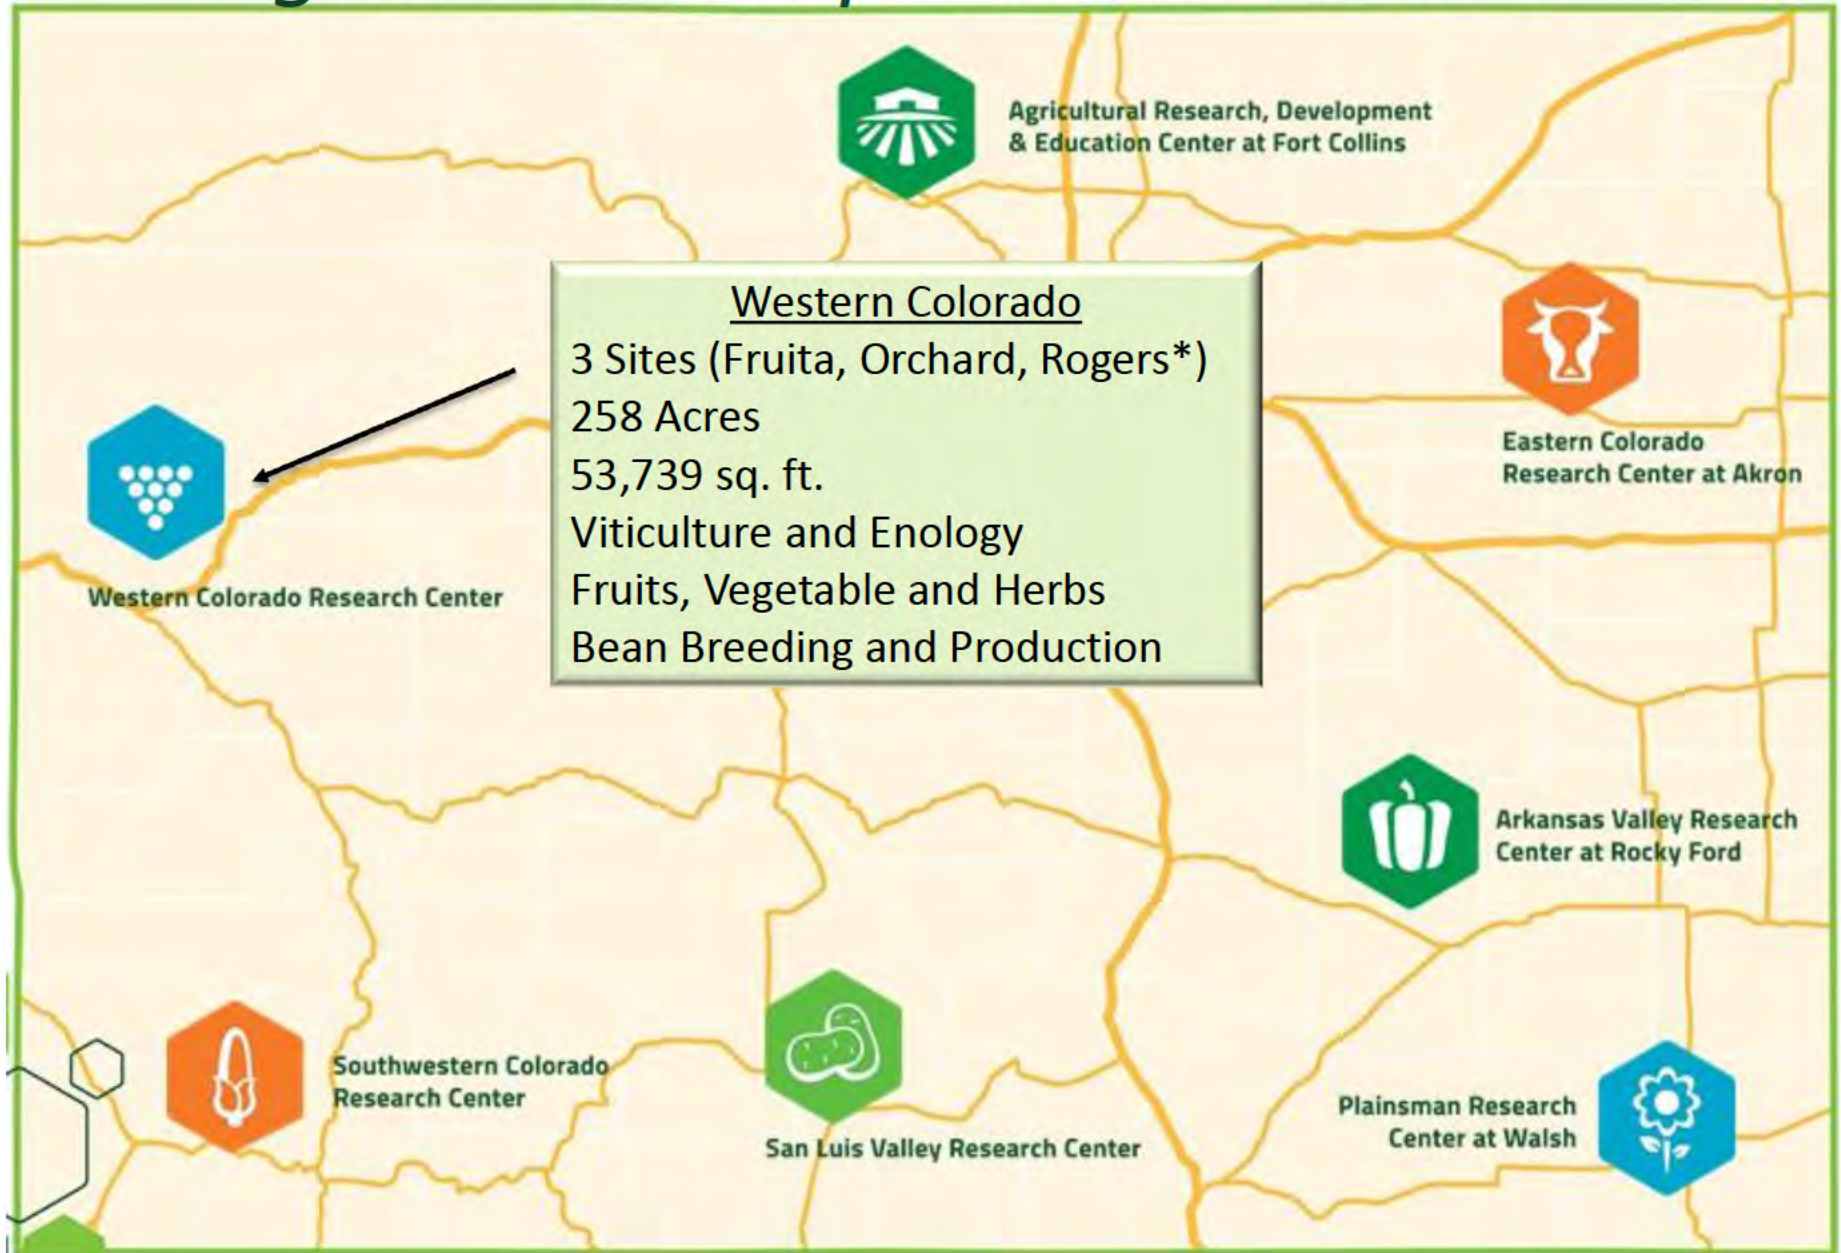 Agricultural Research, Development
& Education Center at Fort Collins
Western Colorado
3 Sites (Fruita, Orchard, Rogers*)
258 Acres
53,739 sq. ft.
Viticulture and Enology
Fruits, Vegetable and Herbs
Bean Breeding and Production
Eastern Colorado
Research Center at Akron
Western Colorado Research Center
Arkansas Valley Research
Center at Rocky Ford
Southwestern Colorado
Research Center
San Luis Valley Research Center
Plainsman Research
Center at Walsh